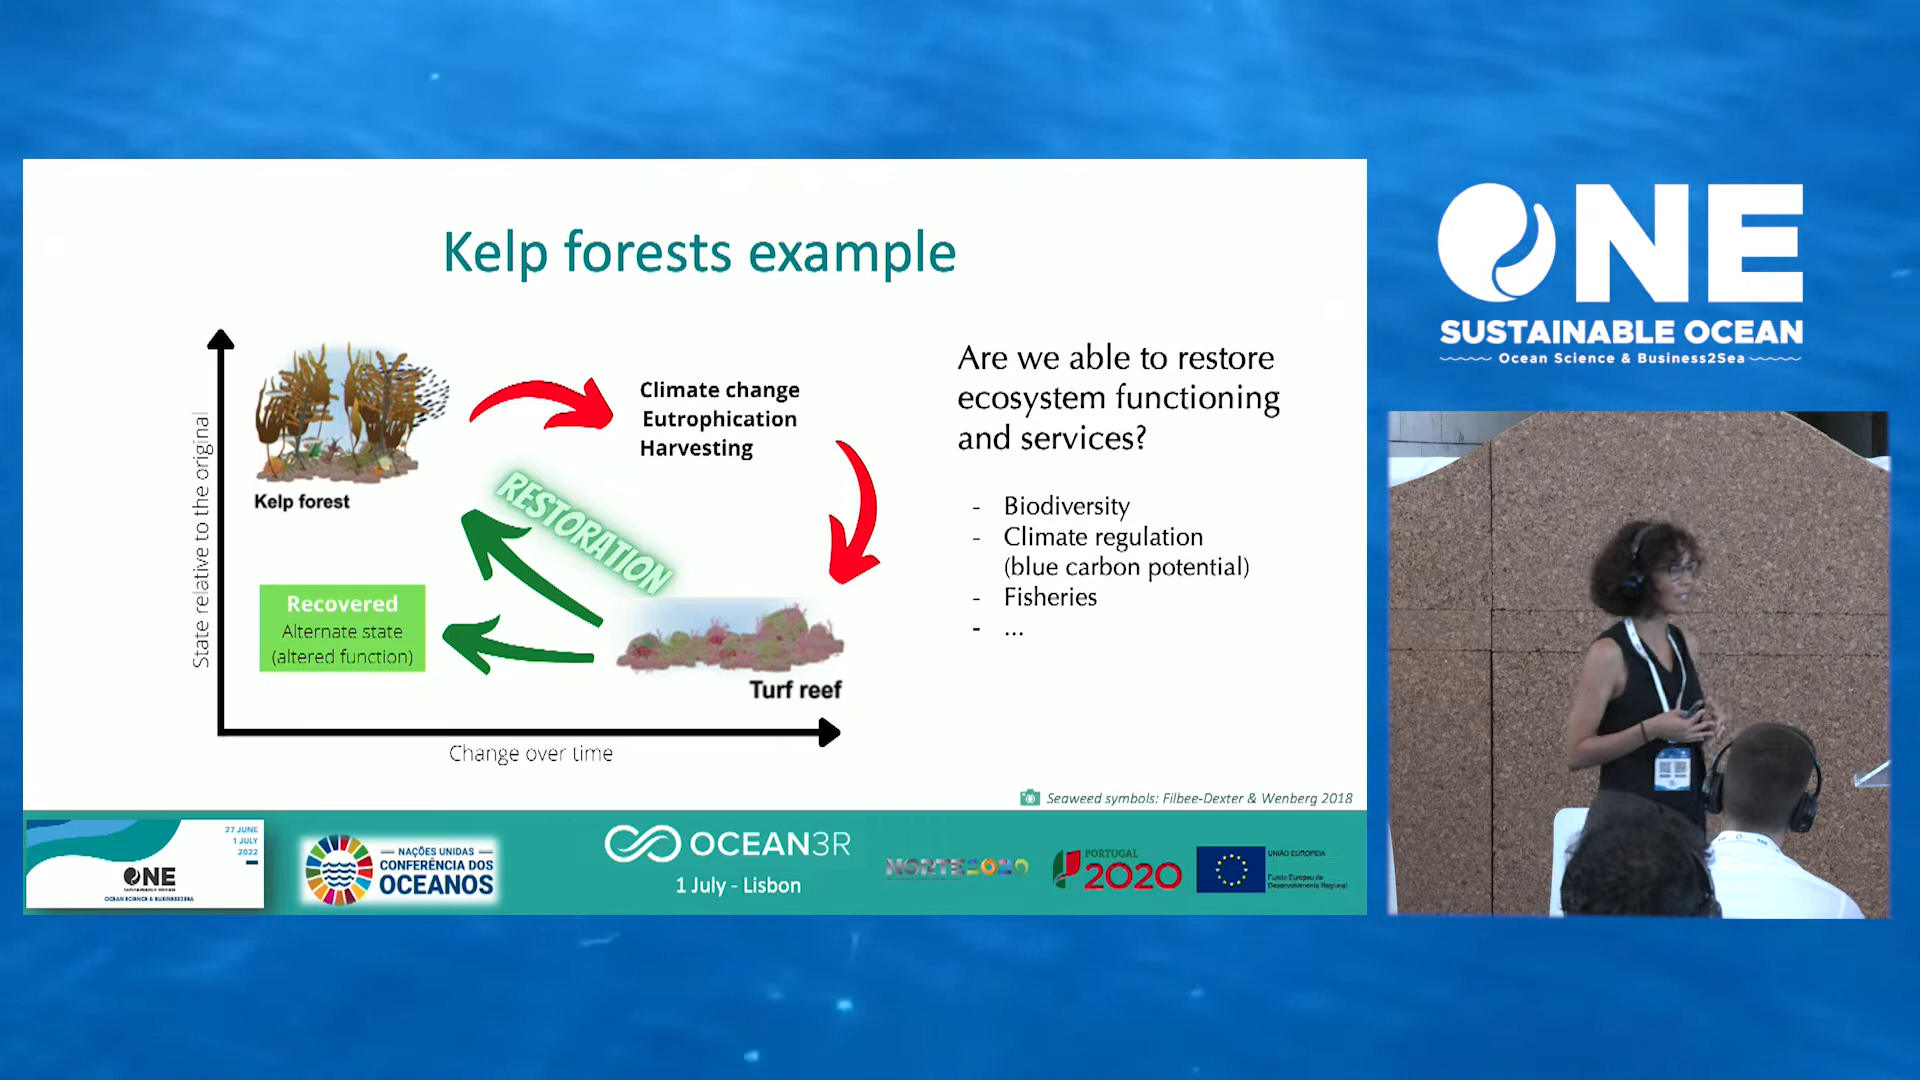 Kelp forests example
State relative to the original
Kelp forest
Climate change
Eutrophication
Harvesting
RESTORATION
Recovered
Alternate state
(altered function)
Turf reef
Change over time
Are we able to restore
ecosystem functioning
and services?
- Biodiversity
- Climate regulation
(blue carbon potential)
- Fisheries
- ...
Seaweed symbols: Filbee-Dexter & Wenberg 2018
27 JUNE
1 JULY
2022
ONE
SUSTAINABLE OCEAN
OCEAN SCIENCE & BUSINESS2SEA
NAÇÕES UNIDAS
CONFERÊNCIA DOS
OCEANOS
OCEAN3R
1 July - Lisbon
NORTE2020
PORTUGAL
2020
UNIÃO EUROPEIA
Fundo Europeu de
Desenvolvimento Regional
ONE
SUSTAINABLE OCEAN
Ocean Science & Business2Sea